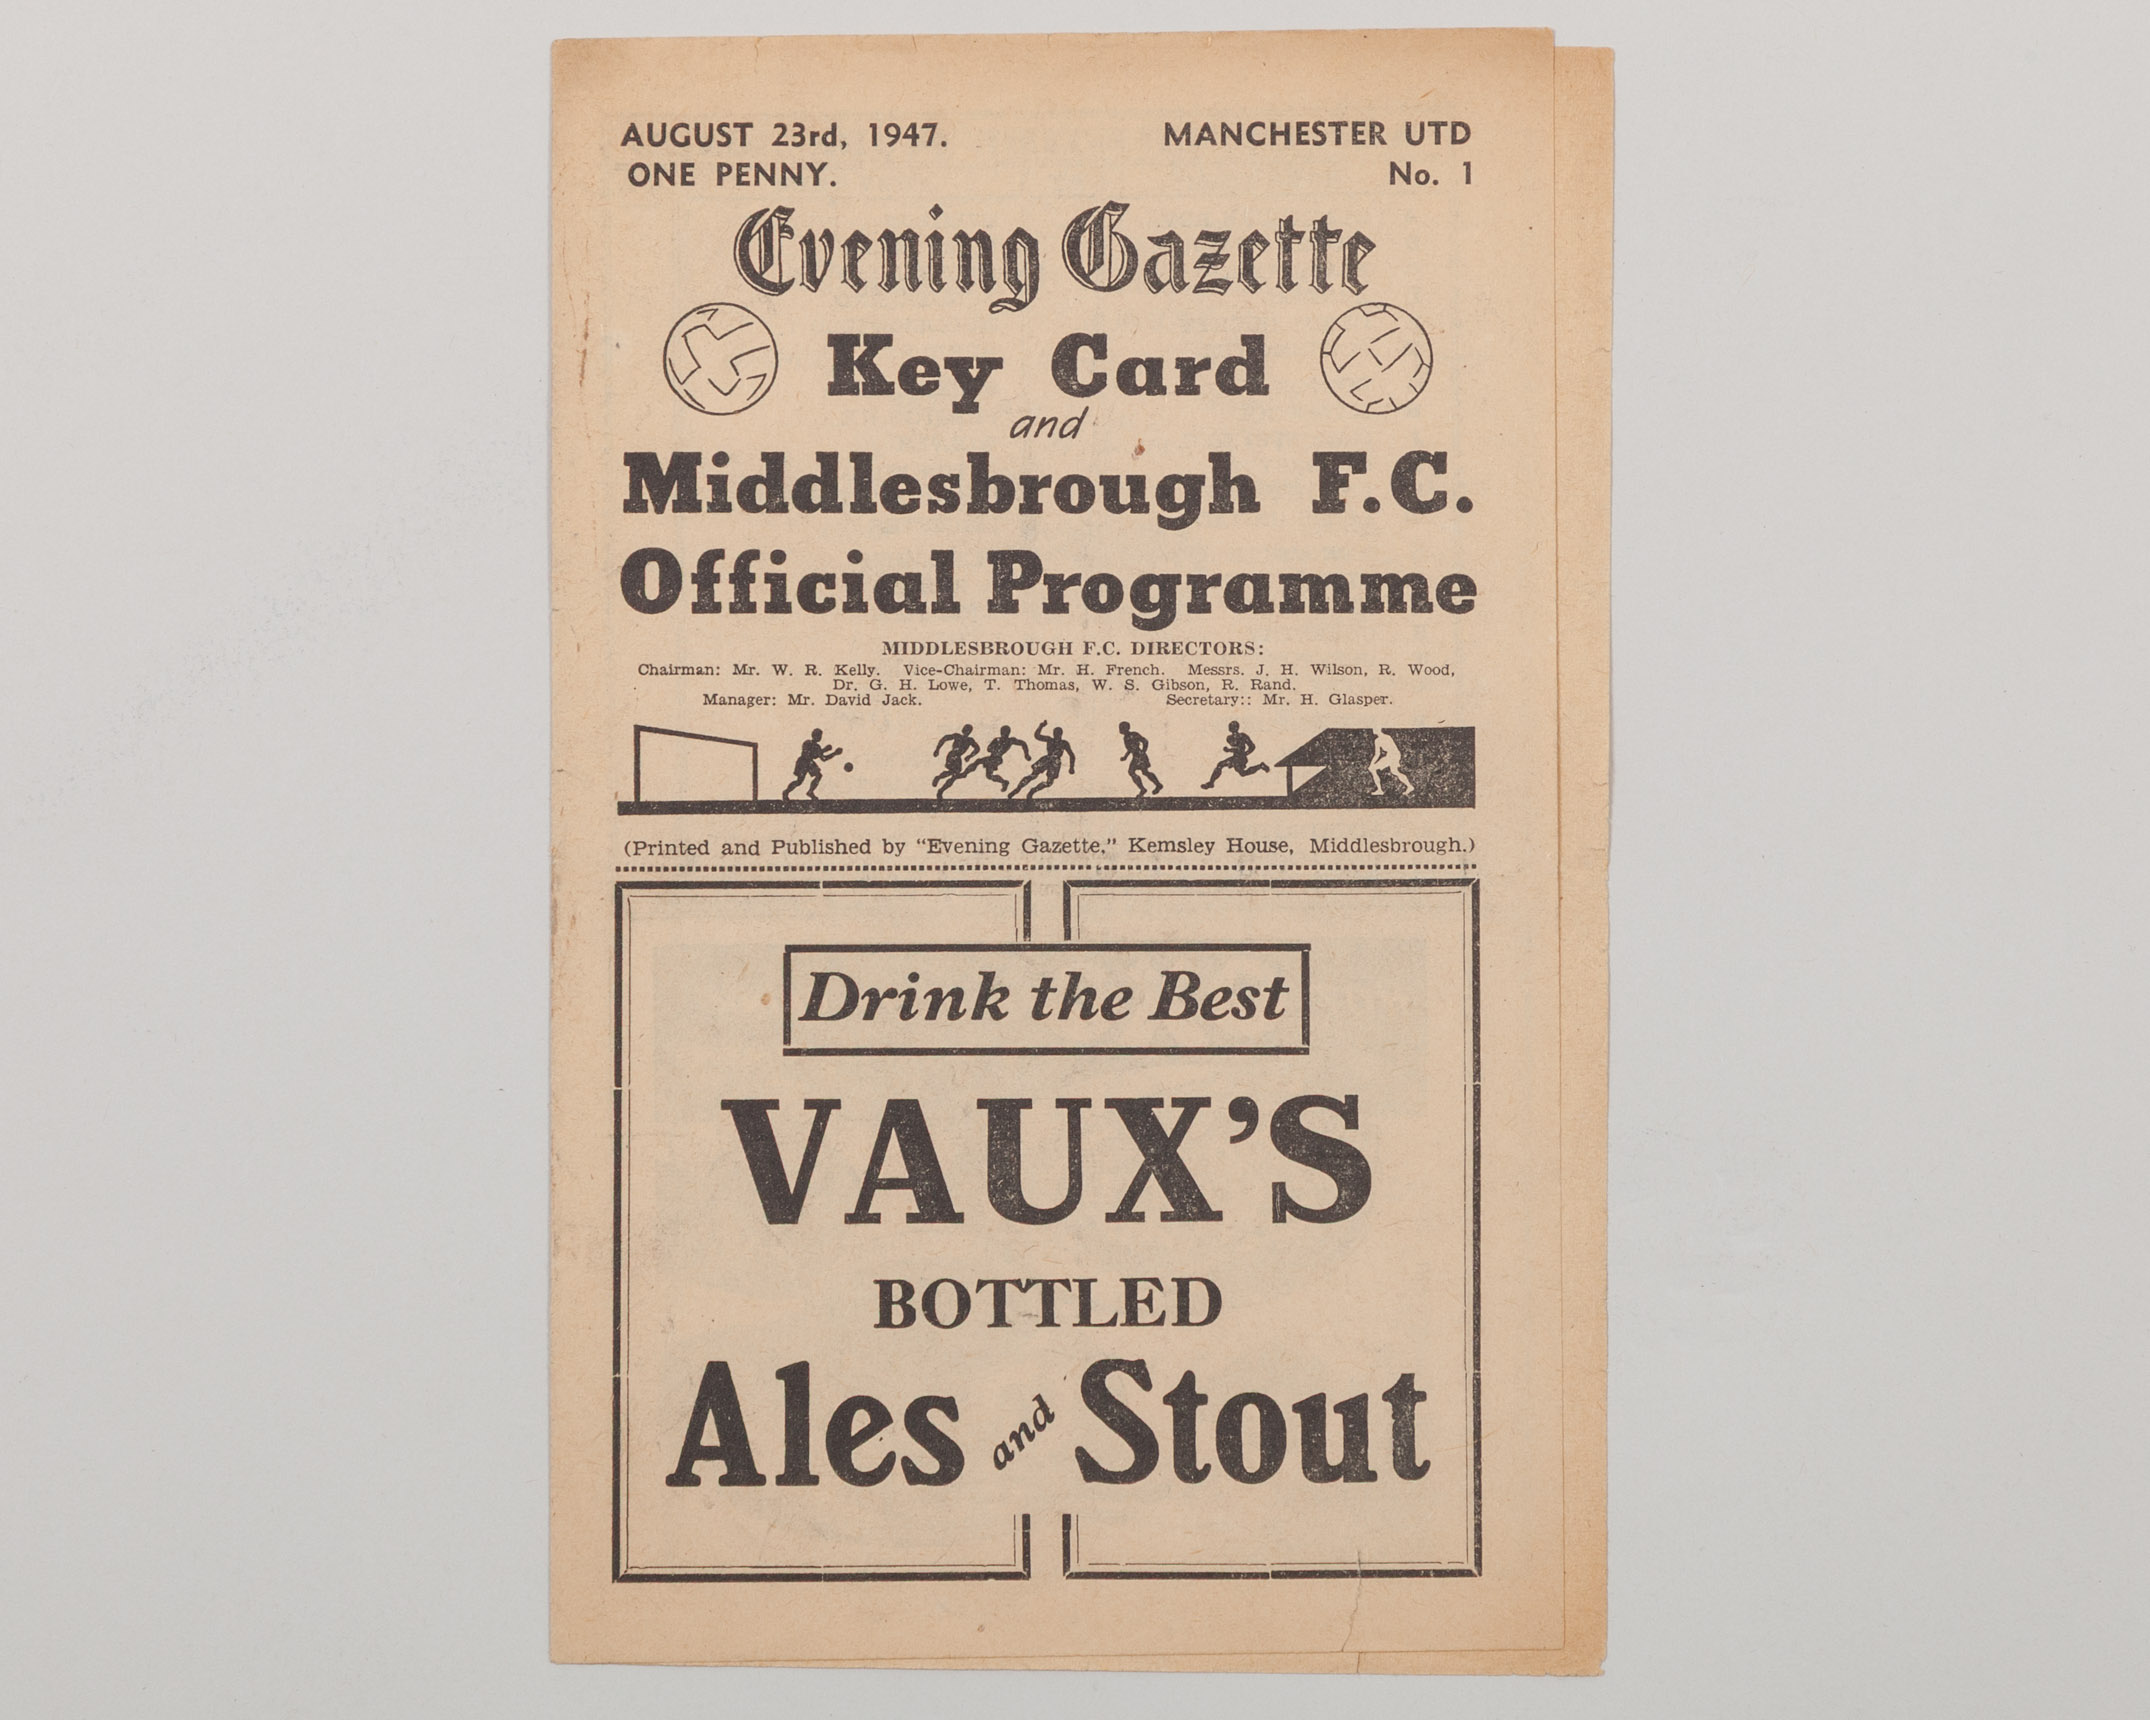 AUGUST 23rd, 1947. MANCHESTER UTD
ONE PENNY. No. 1
Evening Gazette
Key Card
and
Middlesbrough F.C.
Official Programme
MIDDLESBROUGH F.C. DIRECTORS:
Chairman: Mr. W. R. Kelly. Vice-Chairman: Mr. H. French. Messrs. J. H. Wilson, R. Wood,
Dr. G. H. Lowe, T. Thomas, W. S. Gibson, R. Rand.
Manager: Mr. David Jack. Secretary:: Mr. H. Glasper.
(Printed and Published by “Evening Gazette,” Kemsley House, Middlesbrough.)
Drink the Best
VAUX’S
BOTTLED
Ales and Stout